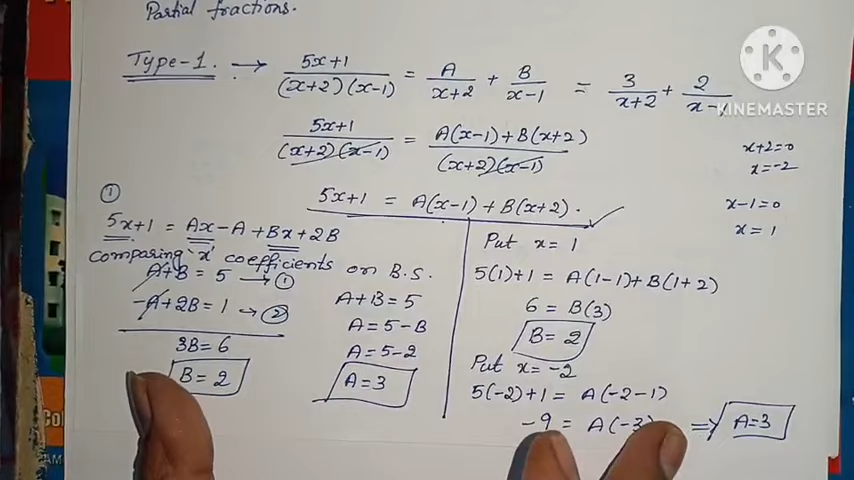 Partial fractions.
Type-1. → 5x+1/(x+2)(x-1) = A/x+2 + B/x-1 = 3/x+2 + 2/x-
K
KINEMASTER
5x+1/(x+2)(x-1) = A(x-1)+B(x+2)/(x+2)(x-1)
x+2=0
x=-2
5x+1 = A(x-1)+B(x+2).
x-1=0
x=1
①
5x+1 = Ax-A+Bx+2B
comparing 'x' coefficients on B.S.
A+B = 5 → ①
-A+2B = 1 → ②
3B = 6
B = 2
A+B = 5
A = 5-B
A = 5-2
A = 3
Put x = 1
5(1)+1 = A(1-1)+B(1+2)
6 = B(3)
B = 2
Put x = -2
5(-2)+1 = A(-2-1)
-9 = A(-3) ⇒ A=3